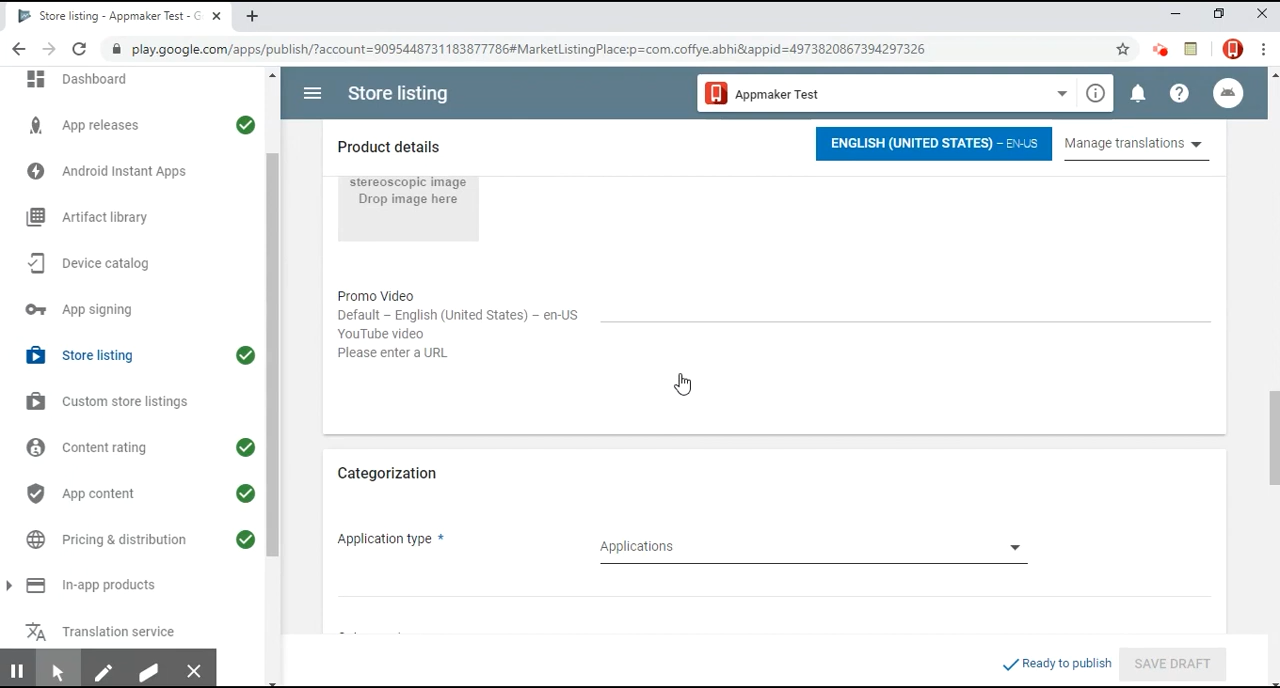 Store listing - Appmaker Test - G
play.google.com/apps/publish/?account=9095448731183877786#MarketListingPlace:p=com.coffye.abhi&appid=4973820867394297326
Dashboard
App releases
Android Instant Apps
Artifact library
Device catalog
App signing
Store listing
Custom store listings
Content rating
App content
Pricing & distribution
In-app products
Translation service
Store listing
Appmaker Test
Product details
ENGLISH (UNITED STATES) – EN-US
Manage translations
stereoscopic image
Drop image here
Promo Video
Default – English (United States) – en-US
YouTube video
Please enter a URL
Categorization
Application type *
Applications
Ready to publish
SAVE DRAFT